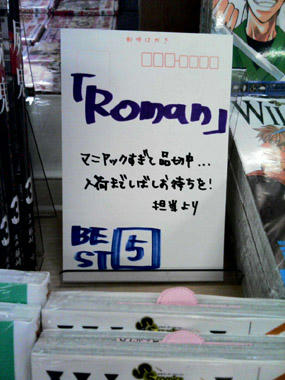 郵便はがき
「Roman」
マニアックすぎて品切中...
入荷までしばしお待ちを!
担当より
BE
ST
5
Wi